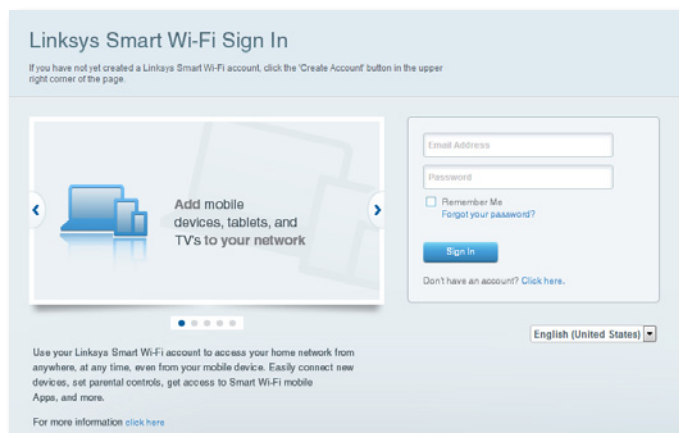 Linksys Smart Wi-Fi Sign In
If you have not yet created a Linksys Smart Wi-Fi account, click the 'Create Account' button in the upper
right corner of the page.
Add mobile
devices, tablets, and
TV's to your network
Email Address
Password
Remember Me
Forgot your password?
Sign In
Don't have an account? Click here.
English (United States)
Use your Linksys Smart Wi-Fi account to access your home network from
anywhere, at any time, even from your mobile device. Easily connect new
devices, set parental controls, get access to Smart Wi-Fi mobile
Apps, and more.
For more information click here